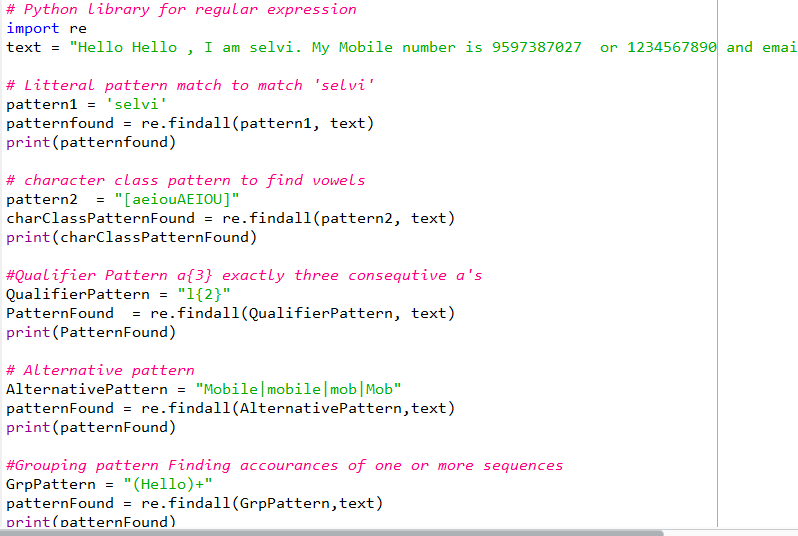 # Python library for regular expression
import re
text = "Hello Hello , I am selvi. My Mobile number is 9597387027  or 1234567890 and emai
# Litteral pattern match to match 'selvi'
pattern1 = 'selvi'
patternfound = re.findall(pattern1, text)
print(patternfound)
# character class pattern to find vowels
pattern2  = "[aeiouAEIOU]"
charClassPatternFound = re.findall(pattern2, text)
print(charClassPatternFound)
#Qualifier Pattern a{3} exactly three consequtive a's
QualifierPattern = "l{2}"
PatternFound  = re.findall(QualifierPattern, text)
print(PatternFound)
# Alternative pattern
AlternativePattern = "Mobile|mobile|mob|Mob"
patternFound = re.findall(AlternativePattern,text)
print(patternFound)
#Grouping pattern Finding accourances of one or more sequences
GrpPattern = "(Hello)+"
patternFound = re.findall(GrpPattern,text)
print(patternFound)